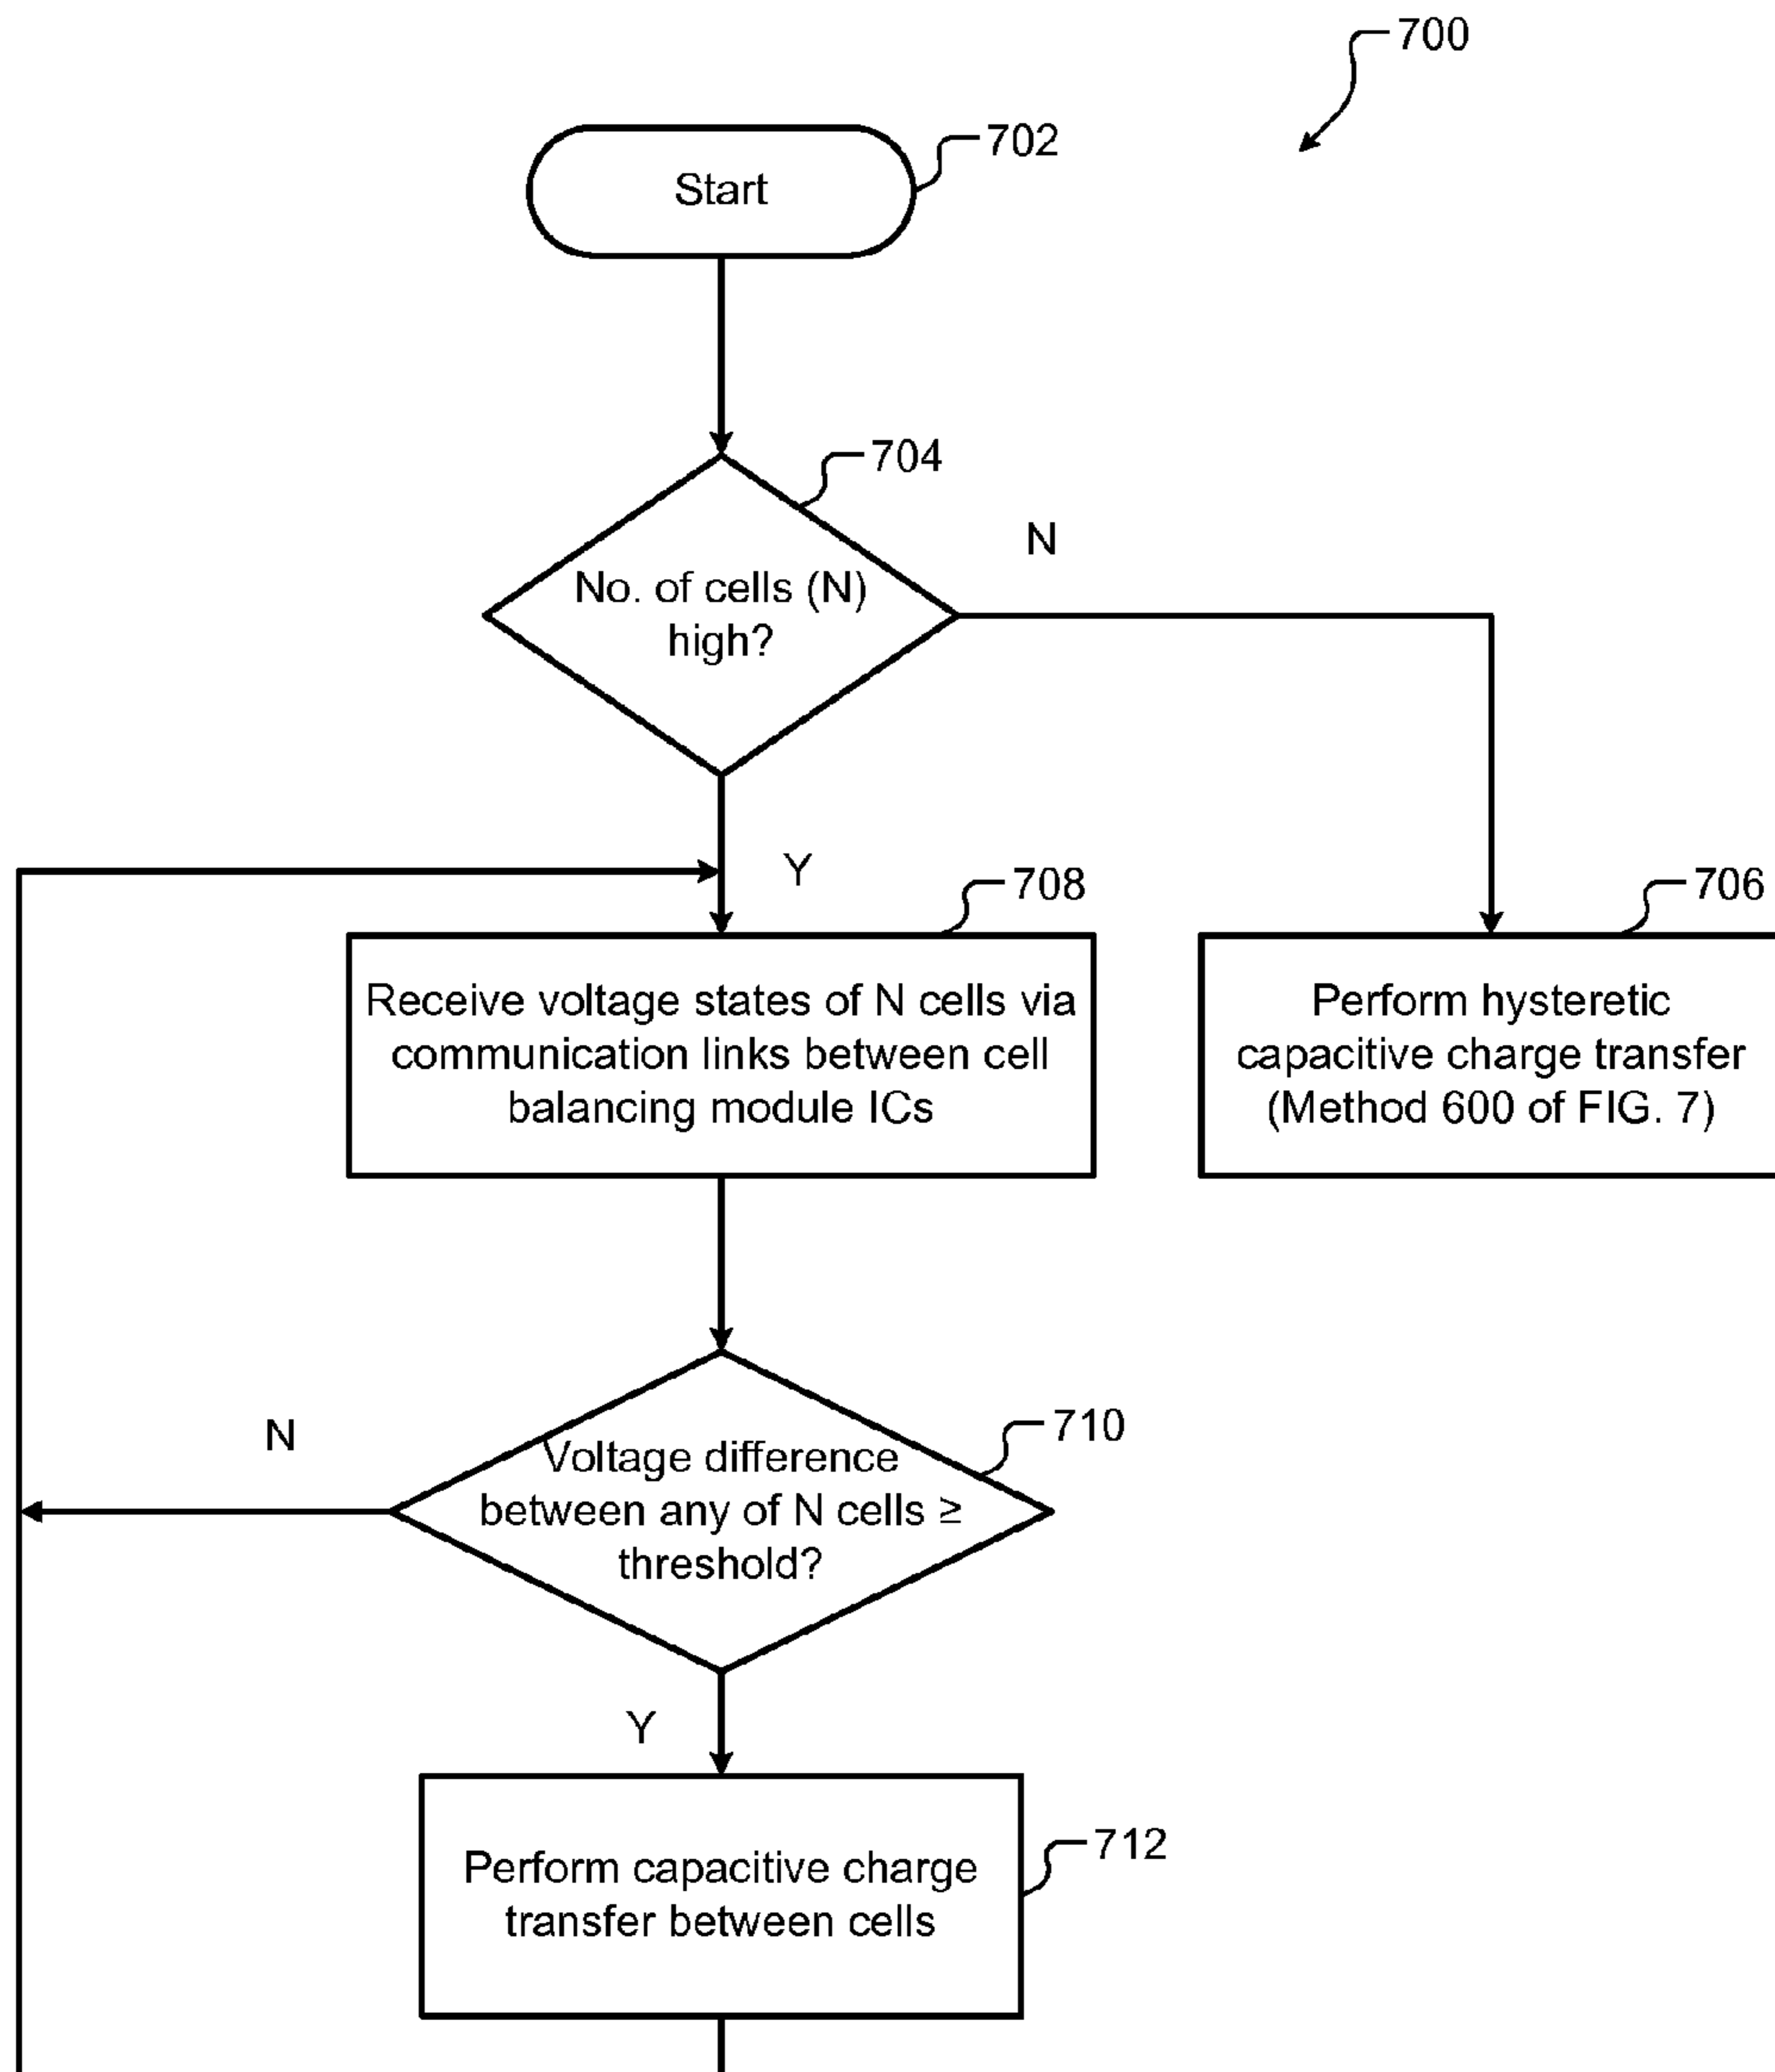 700
702
Start
704
No. of cells (N)
high?
N
Y
708
706
Receive voltage states of N cells via
communication links between cell
balancing module ICs
Perform hysteretic
capacitive charge transfer
(Method 600 of FIG. 7)
N
710
Voltage difference
between any of N cells ≥
threshold?
Y
712
Perform capacitive charge
transfer between cells